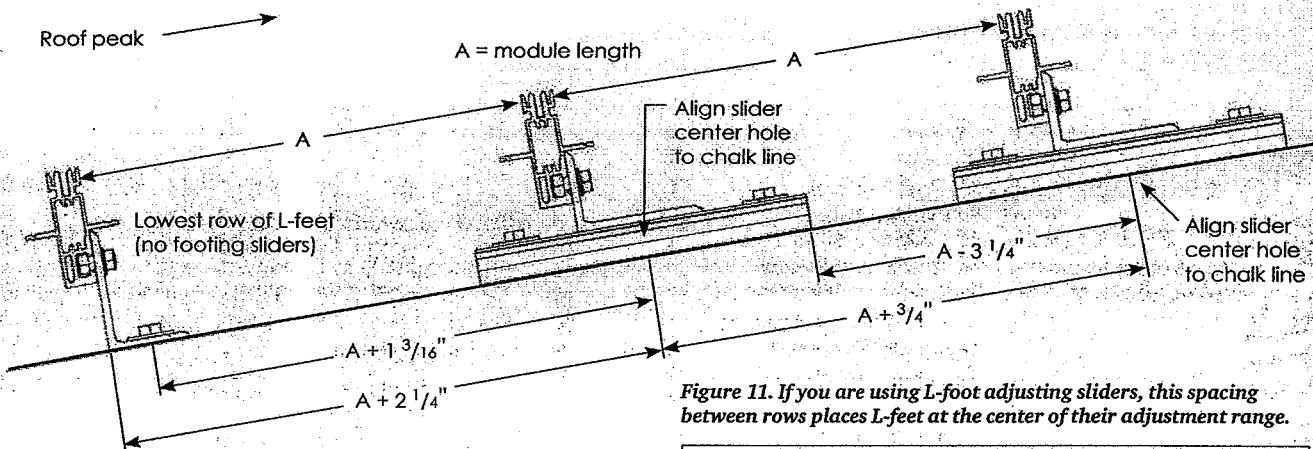 Roof peak
A = module length
A
A
Align slider
center hole
to chalk line
Lowest row of L-feet
(no footing sliders)
Align slider
center hole
to chalk line
A - 3 1/4"
A + 3/4"
A + 1 3/16"
A + 2 1/4"
Figure 11. If you are using L-foot adjusting sliders, this spacing
between rows places L-feet at the center of their adjustment range.